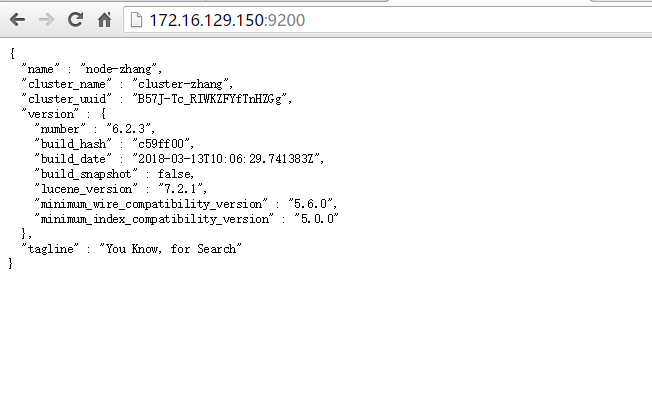 172.16.129.150:9200
{
  "name" : "node-zhang",
  "cluster_name" : "cluster-zhang",
  "cluster_uuid" : "B57J-Tc_RIWKZFYfTnHZGg",
  "version" : {
    "number" : "6.2.3",
    "build_hash" : "c59ff00",
    "build_date" : "2018-03-13T10:06:29.741383Z",
    "build_snapshot" : false,
    "lucene_version" : "7.2.1",
    "minimum_wire_compatibility_version" : "5.6.0",
    "minimum_index_compatibility_version" : "5.0.0"
  },
  "tagline" : "You Know, for Search"
}